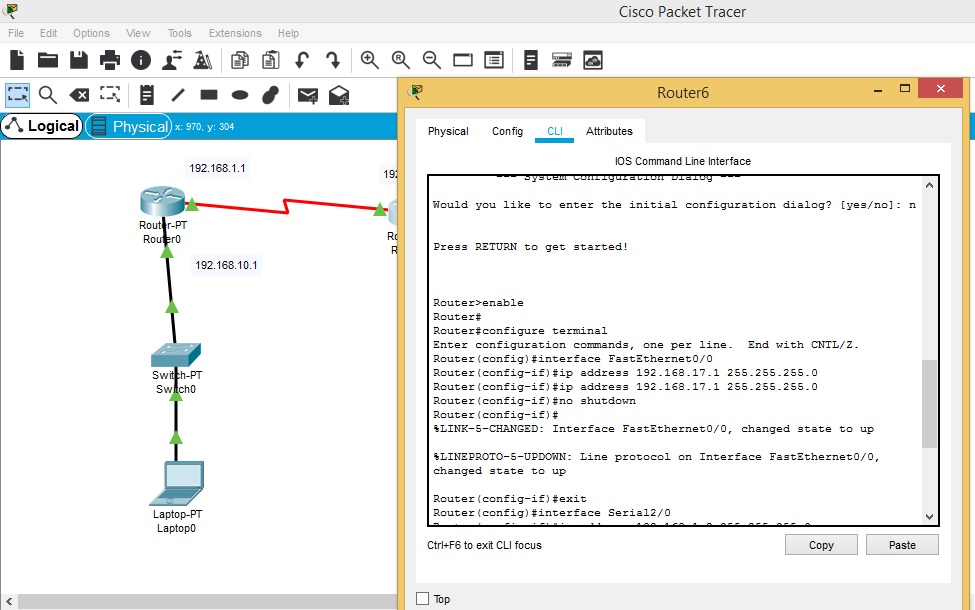 Cisco Packet Tracer
File Edit Options View Tools Extensions Help
Logical Physical x: 970, y: 304
192.168.1.1
192
Router-PT
Router0
192.168.10.1
Switch-PT
Switch0
Laptop-PT
Laptop0
Router6
Physical Config CLI Attributes
IOS Command Line Interface
--- System Configuration Dialog ---
Would you like to enter the initial configuration dialog? [yes/no]: n
Press RETURN to get started!
Router>enable
Router#
Router#configure terminal
Enter configuration commands, one per line.  End with CNTL/Z.
Router(config)#interface FastEthernet0/0
Router(config-if)#ip address 192.168.17.1 255.255.255.0
Router(config-if)#ip address 192.168.17.1 255.255.255.0
Router(config-if)#no shutdown
Router(config-if)#
%LINK-5-CHANGED: Interface FastEthernet0/0, changed state to up
%LINEPROTO-5-UPDOWN: Line protocol on Interface FastEthernet0/0,
changed state to up
Router(config-if)#exit
Router(config)#interface Serial2/0
Ctrl+F6 to exit CLI focus
Copy Paste
Top